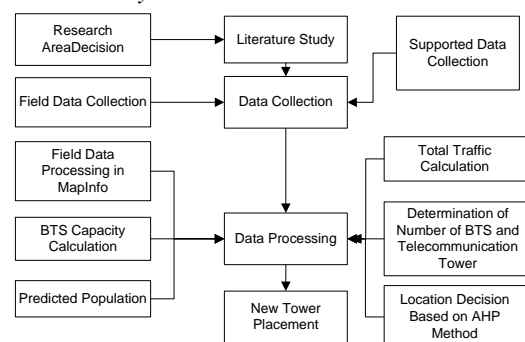 Research
AreaDecision
Literature Study
Supported Data
Collection
Field Data Collection
Data Collection
Field Data
Processing in
MapInfo
Total Traffic
Calculation
BTS Capacity
Calculation
Data Processing
Determination of
Number of BTS and
Telecommunication
Tower
Predicted Population
New Tower
Placement
Location Decision
Based on AHP
Method